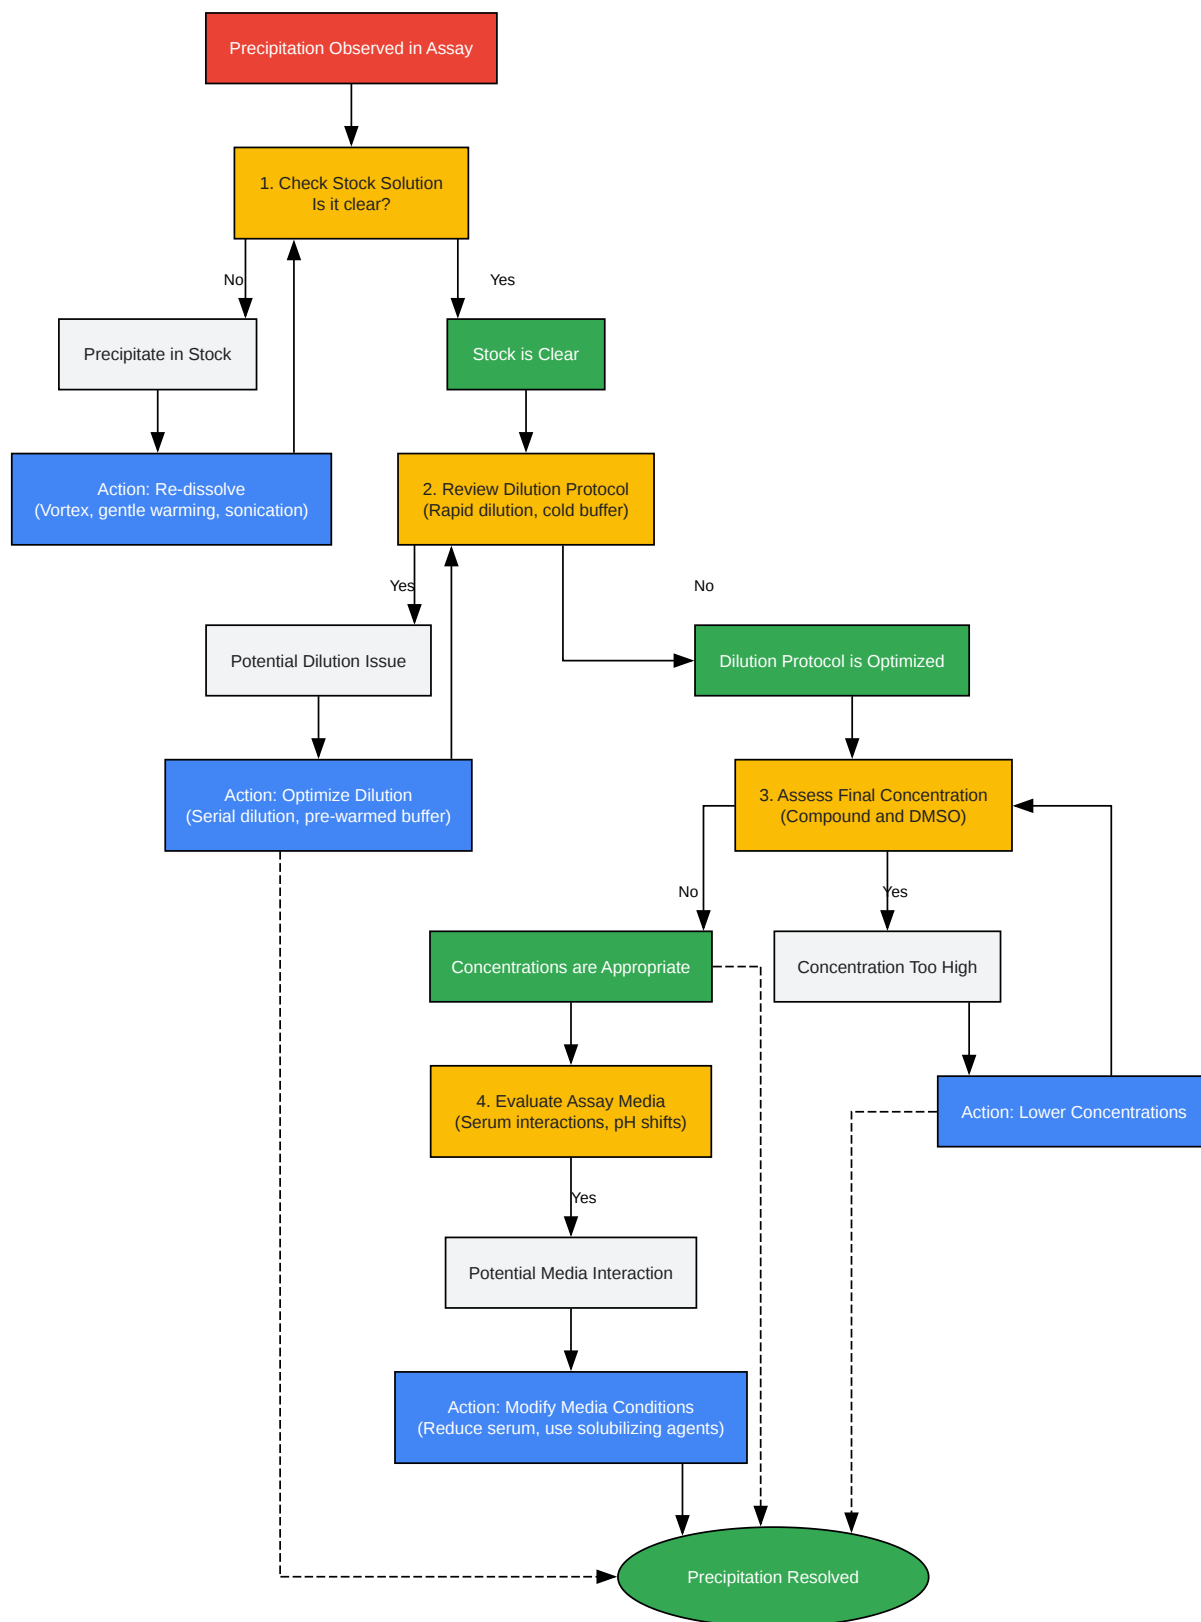 Precipitation Observed in Assay
1. Check Stock Solution
Is it clear?
No
Yes
Precipitate in Stock
Stock is Clear
Action: Re-dissolve
(Vortex, gentle warming, sonication)
2. Review Dilution Protocol
(Rapid dilution, cold buffer)
Yes
No
Potential Dilution Issue
Dilution Protocol is Optimized
Action: Optimize Dilution
(Serial dilution, pre-warmed buffer)
3. Assess Final Concentration
(Compound and DMSO)
No
Yes
Concentrations are Appropriate
Concentration Too High
4. Evaluate Assay Media
(Serum interactions, pH shifts)
Action: Lower Concentrations
Yes
Potential Media Interaction
Action: Modify Media Conditions
(Reduce serum, use solubilizing agents)
Precipitation Resolved